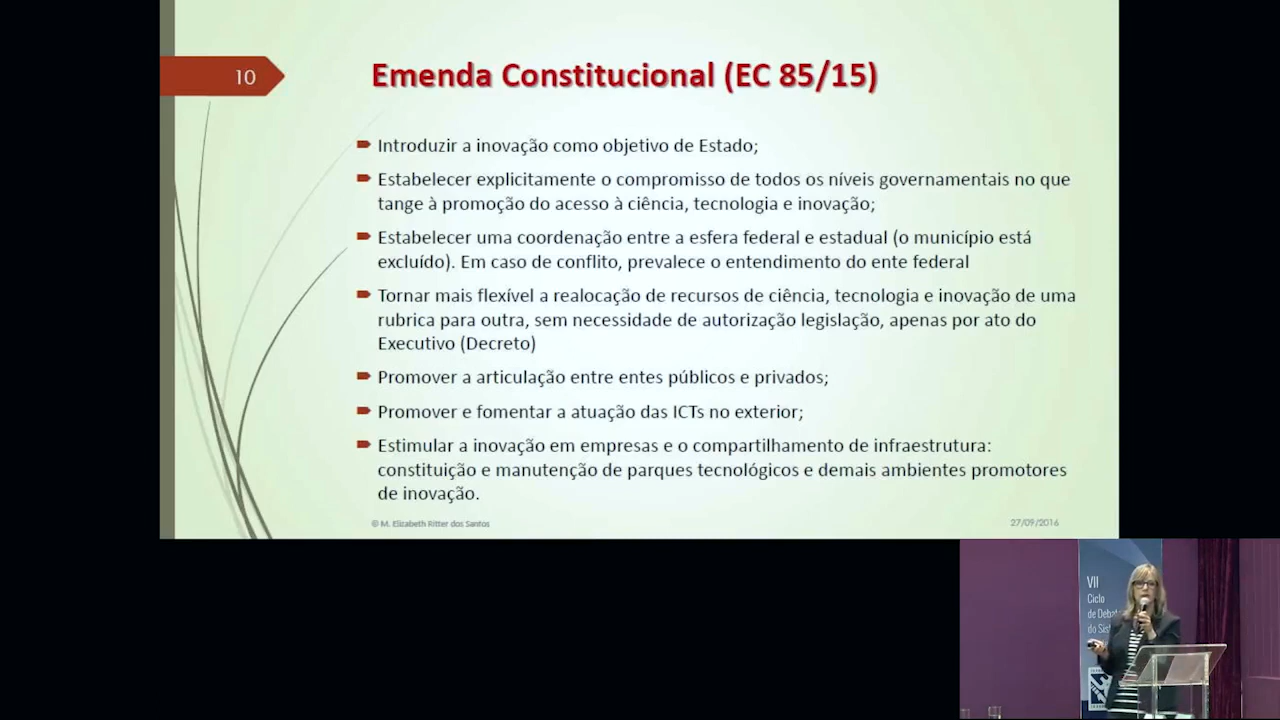 10
Emenda Constitucional (EC 85/15)
Introduzir a inovação como objetivo de Estado;
Estabelecer explicitamente o compromisso de todos os níveis governamentais no que
tange à promoção do acesso à ciência, tecnologia e inovação;
Estabelecer uma coordenação entre a esfera federal e estadual (o município está
excluído). Em caso de conflito, prevalece o entendimento do ente federal
Tornar mais flexível a realocação de recursos de ciência, tecnologia e inovação de uma
rubrica para outra, sem necessidade de autorização legislação, apenas por ato do
Executivo (Decreto)
Promover a articulação entre entes públicos e privados;
Promover e fomentar a atuação das ICTs no exterior;
Estimular a inovação em empresas e o compartilhamento de infraestrutura:
constituição e manutenção de parques tecnológicos e demais ambientes promotores
de inovação.
© M. Elizabeth Ritter dos Santos
27/09/2016
VII
Ciclo
de Debat
do Sis